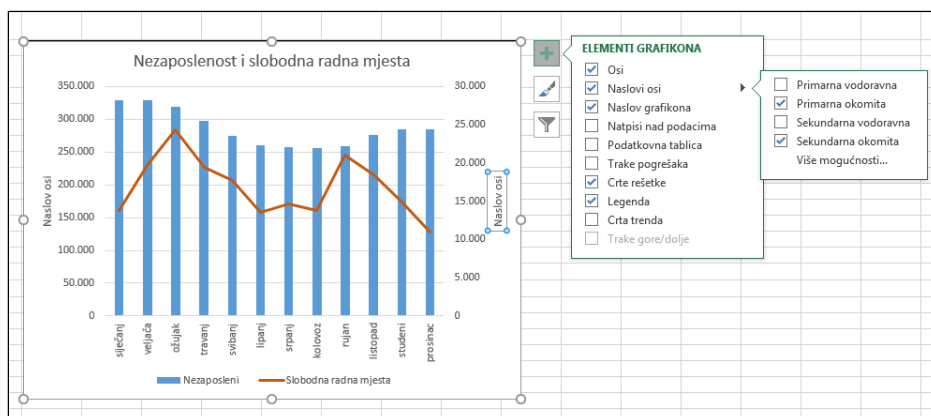 Nezaposlenost i slobodna radna mjesta
350.000
300.000
250.000
200.000
150.000
100.000
50.000
0
Naslov osi
30.000
25.000
20.000
15.000
10.000
5.000
0
Naslov osi
siječanj
veljača
ožujak
travanj
svibanj
lipanj
srpanj
kolovoz
rujan
listopad
studeni
prosinac
Nezaposleni
Slobodna radna mjesta
ELEMENTI GRAFIKONA
Osi
Naslovi osi
Naslov grafikona
Natpisi nad podacima
Podatkovna tablica
Trake pogrešaka
Crte rešetke
Legenda
Crta trenda
Trake gore/dolje
Primarna vodoravna
Primarna okomita
Sekundarna vodoravna
Sekundarna okomita
Više mogućnosti...